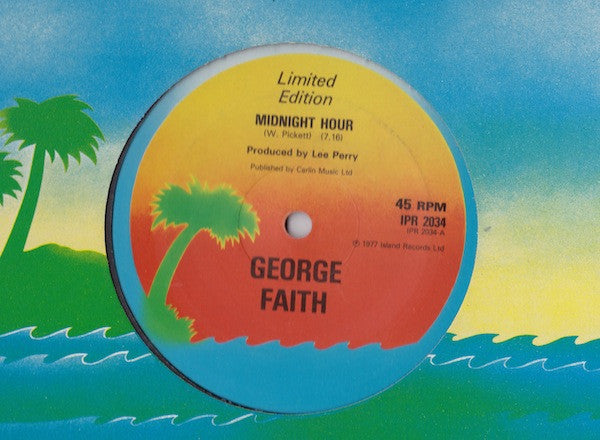 Limited
Edition
MIDNIGHT HOUR
(W. Pickett) (7.16)
Produced by Lee Perry
Published by Carlin Music Ltd
45 RPM
IPR 2034
IPR 2034-A
℗ 1977 Island Records Ltd
GEORGE
FAITH